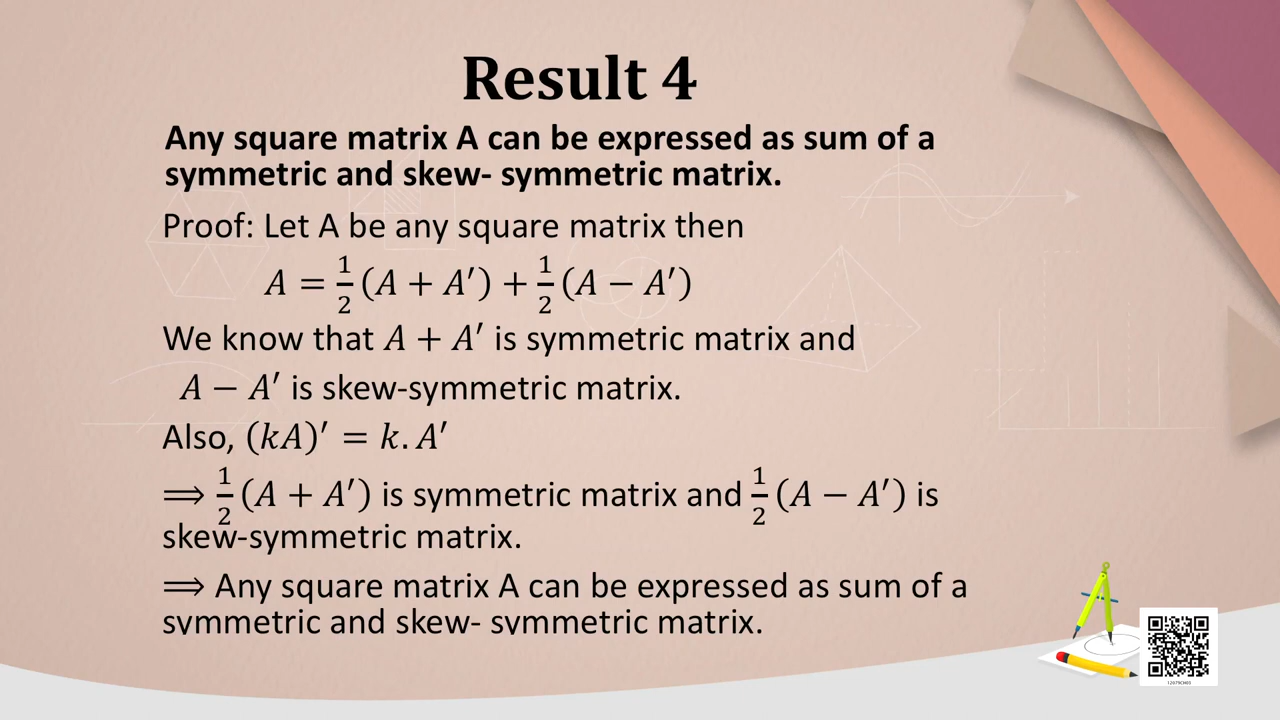 Result 4
Any square matrix A can be expressed as sum of a
symmetric and skew- symmetric matrix.
Proof: Let A be any square matrix then
A = 1/2 (A + A′) + 1/2 (A − A′)
We know that A + A′ is symmetric matrix and
A − A′ is skew-symmetric matrix.
Also, (kA)′ = k. A′
⟹ 1/2 (A + A′) is symmetric matrix and 1/2 (A − A′) is
skew-symmetric matrix.
⟹ Any square matrix A can be expressed as sum of a
symmetric and skew- symmetric matrix.